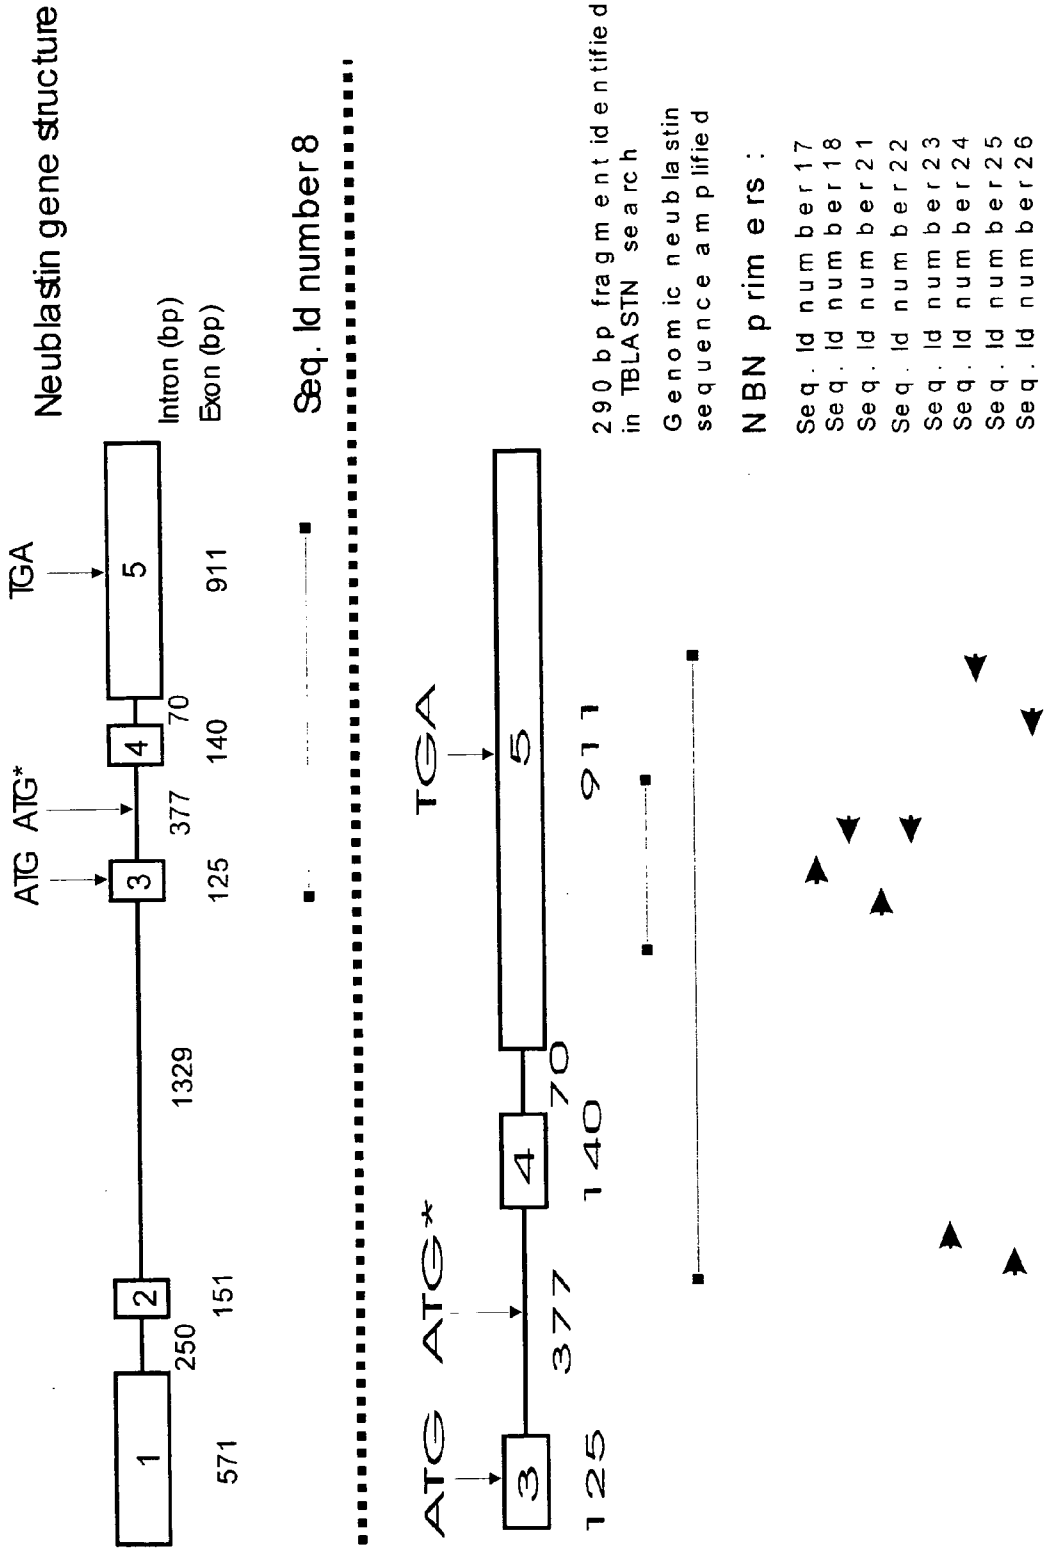 Neublastin gene structure
ATG ATG* TGA
1 2 3 4 5
250 1329 377 70 Intron (bp)
571 151 125 140 911 Exon (bp)
Seq. Id number 8
ATG ATG* TGA
3 4 5
377 70
125 140 911
290 bp fragment identified
in TBLASTN search
Genomic neublastin
sequence amplified
NBN primers:
Seq. Id number 17
Seq. Id number 18
Seq. Id number 21
Seq. Id number 22
Seq. Id number 23
Seq. Id number 24
Seq. Id number 25
Seq. Id number 26